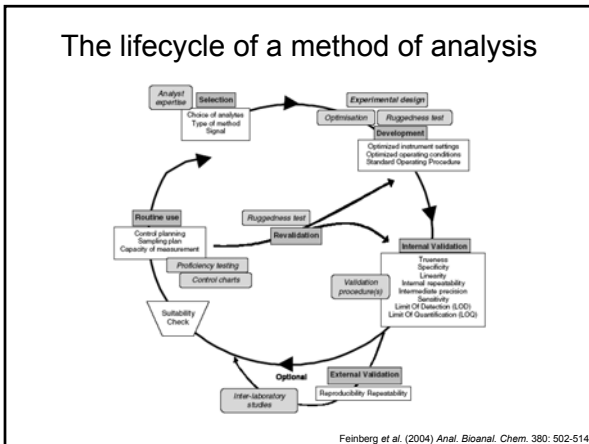 The lifecycle of a method of analysis
Analyst
expertise
Selection
Choice of analytes
Type of method
Signal
Experimental design
Optimisation
Ruggedness test
Development
Optimized instrument settings
Optimized operating conditions
Standard Operating Procedure
Routine use
Control planning
Sampling plan
Capacity of measurement
Proficiency testing
Control charts
Ruggedness test
Revalidation
Internal Validation
Trueness
Specificity
Linearity
Internal repeatability
Intermediate precision
Sensitivity
Limit Of Detection (LOD)
Limit Of Quantification (LOQ)
Validation
procedure(s)
Suitability
Check
Optional
External Validation
Reproducibility Repeatability
Inter-laboratory
studies
Feinberg et al. (2004) Anal. Bioanal. Chem. 380: 502-514